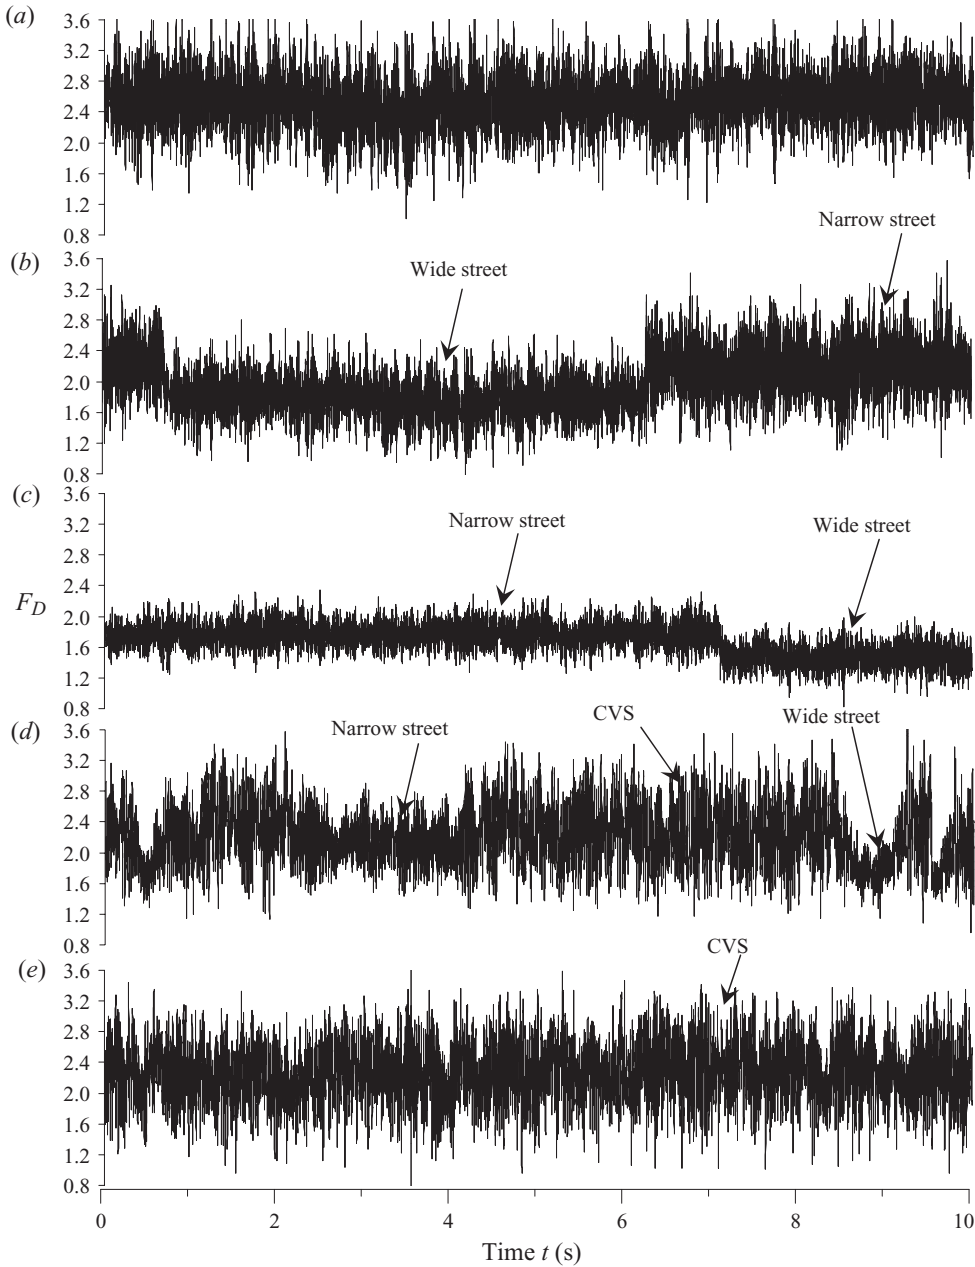 (a)
3.6
3.2
2.8
2.4
2.0
1.6
1.2
0.8
Narrow street
(b)
3.6
Wide street
3.2
2.8
2.4
2.0
1.6
1.2
0.8
(c)
3.6
Narrow street
Wide street
3.2
2.8
2.4
F_D
2.0
1.6
1.2
0.8
(d)
3.6
Narrow street
CVS
Wide street
3.2
2.8
2.4
2.0
1.6
1.2
0.8
CVS
(e)
3.6
3.2
2.8
2.4
2.0
1.6
1.2
0.8
0 2 4 6 8 10
Time t (s)